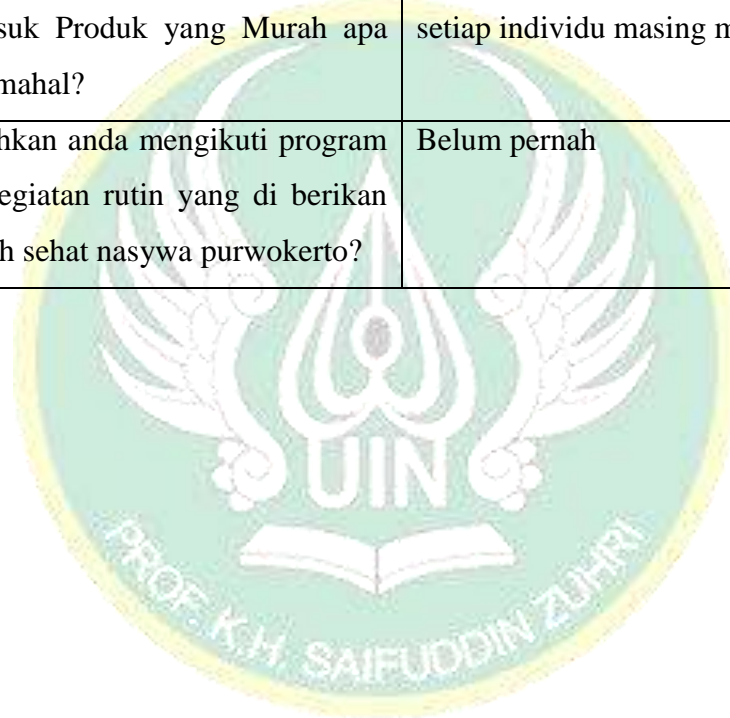 suk Produk yang Murah apa setiap individu masing m
mahal?
hkan anda mengikuti program Belum pernah
egiatan rutin yang di berikan
h sehat nasywa purwokerto?
UIN
PROF. K.H. SAIFUDDIN ZUHRI